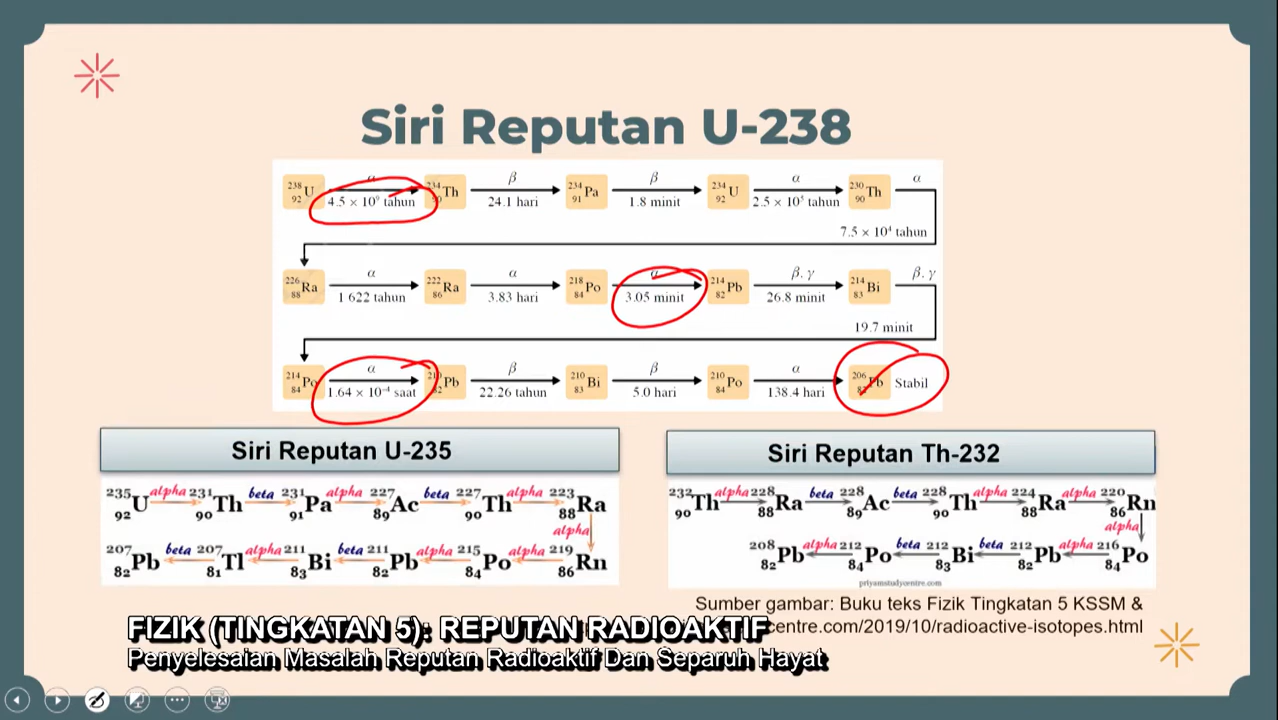 Siri Reputan U-238
238 92 U α 4.5 × 10⁹ tahun 234 90 Th β 24.1 hari 234 91 Pa β 1.8 minit 234 92 U α 2.5 × 10⁵ tahun 230 90 Th α
7.5 × 10⁴ tahun
226 88 Ra α 1 622 tahun 222 86 Ra α 3.83 hari 218 84 Po α 3.05 minit 214 82 Pb β, γ 26.8 minit 214 83 Bi β, γ
19.7 minit
214 84 Po α 1.64 × 10⁻⁴ saat 210 82 Pb β 22.26 tahun 210 83 Bi β 5.0 hari 210 84 Po α 138.4 hari 206 82 Pb Stabil
Siri Reputan U-235
235 92 U alpha 231 90 Th beta 231 91 Pa alpha 227 89 Ac beta 227 90 Th alpha 223 88 Ra
alpha
207 82 Pb beta 207 81 Tl alpha 211 83 Bi beta 211 82 Pb alpha 215 84 Po alpha 219 86 Rn
Siri Reputan Th-232
232 90 Th alpha 228 88 Ra beta 228 89 Ac beta 228 90 Th alpha 224 88 Ra alpha 220 86 Rn
alpha
208 82 Pb alpha 212 84 Po beta 212 83 Bi beta 212 82 Pb alpha 216 84 Po
priyamstudycentre.com
Sumber gambar: Buku teks Fizik Tingkatan 5 KSSM &
centre.com/2019/10/radioactive-isotopes.html
FIZIK (TINGKATAN 5): REPUTAN RADIOAKTIF
Penyelesaian Masalah Reputan Radioaktif Dan Separuh Hayat